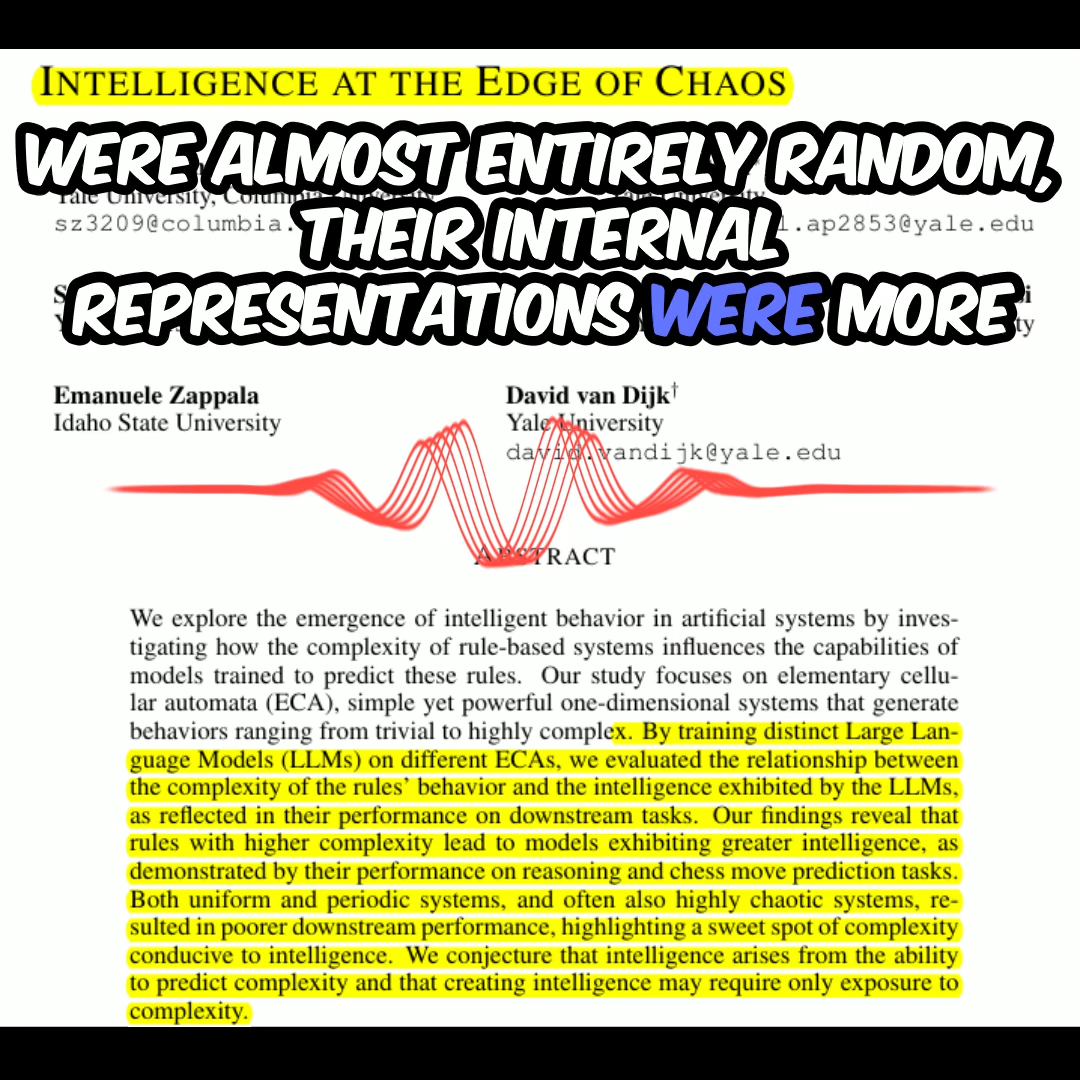 INTELLIGENCE AT THE EDGE OF CHAOS
WERE ALMOST ENTIRELY RANDOM,
THEIR INTERNAL
REPRESENTATIONS WERE MORE
Yale University, Columbia University
sz3209@columbia. l.ap2853@yale.edu
Emanuele Zappala
Idaho State University
David van Dijk†
Yale University
david.vandijk@yale.edu
ABSTRACT
We explore the emergence of intelligent behavior in artificial systems by inves-
tigating how the complexity of rule-based systems influences the capabilities of
models trained to predict these rules. Our study focuses on elementary cellu-
lar automata (ECA), simple yet powerful one-dimensional systems that generate
behaviors ranging from trivial to highly complex. By training distinct Large Lan-
guage Models (LLMs) on different ECAs, we evaluated the relationship between
the complexity of the rules' behavior and the intelligence exhibited by the LLMs,
as reflected in their performance on downstream tasks. Our findings reveal that
rules with higher complexity lead to models exhibiting greater intelligence, as
demonstrated by their performance on reasoning and chess move prediction tasks.
Both uniform and periodic systems, and often also highly chaotic systems, re-
sulted in poorer downstream performance, highlighting a sweet spot of complexity
conducive to intelligence. We conjecture that intelligence arises from the ability
to predict complexity and that creating intelligence may require only exposure to
complexity.